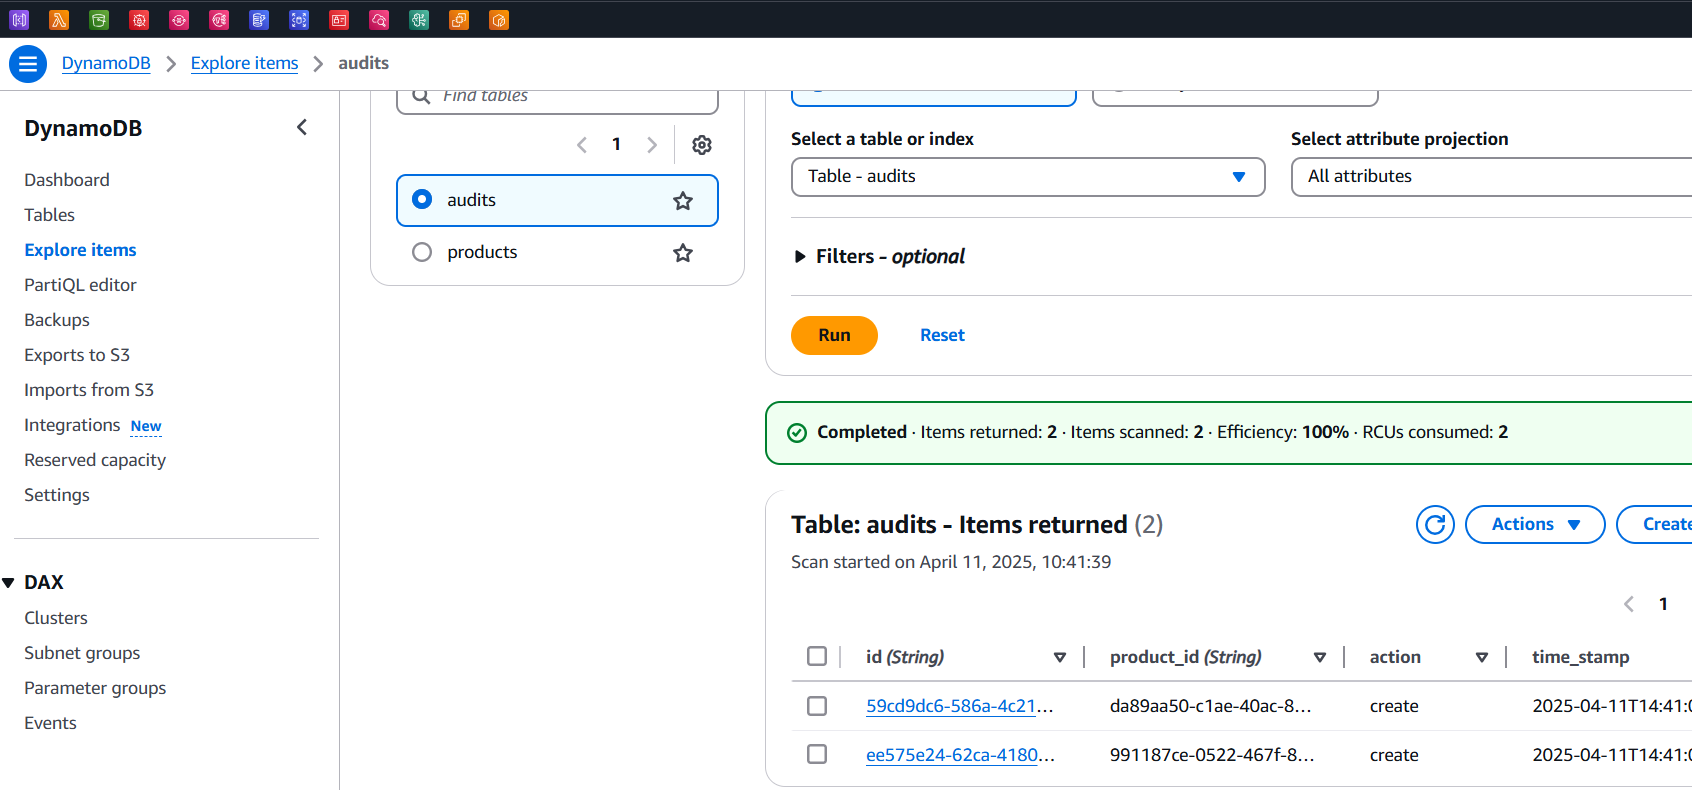 DynamoDB
Explore items
audits
DynamoDB
Dashboard
Tables
Explore items
PartiQL editor
Backups
Exports to S3
Imports from S3
Integrations New
Reserved capacity
Settings
DAX
Clusters
Subnet groups
Parameter groups
Events
Find tables
1
audits
products
Select a table or index
Table - audits
Select attribute projection
All attributes
Filters - optional
Run
Reset
Completed · Items returned: 2 · Items scanned: 2 · Efficiency: 100% · RCUs consumed: 2
Table: audits - Items returned (2)
Scan started on April 11, 2025, 10:41:39
Actions
Create
1
id (String)
product_id (String)
action
time_stamp
59cd9dc6-586a-4c21...
da89aa50-c1ae-40ac-8...
create
2025-04-11T14:41:0
ee575e24-62ca-4180...
991187ce-0522-467f-8...
create
2025-04-11T14:41:0